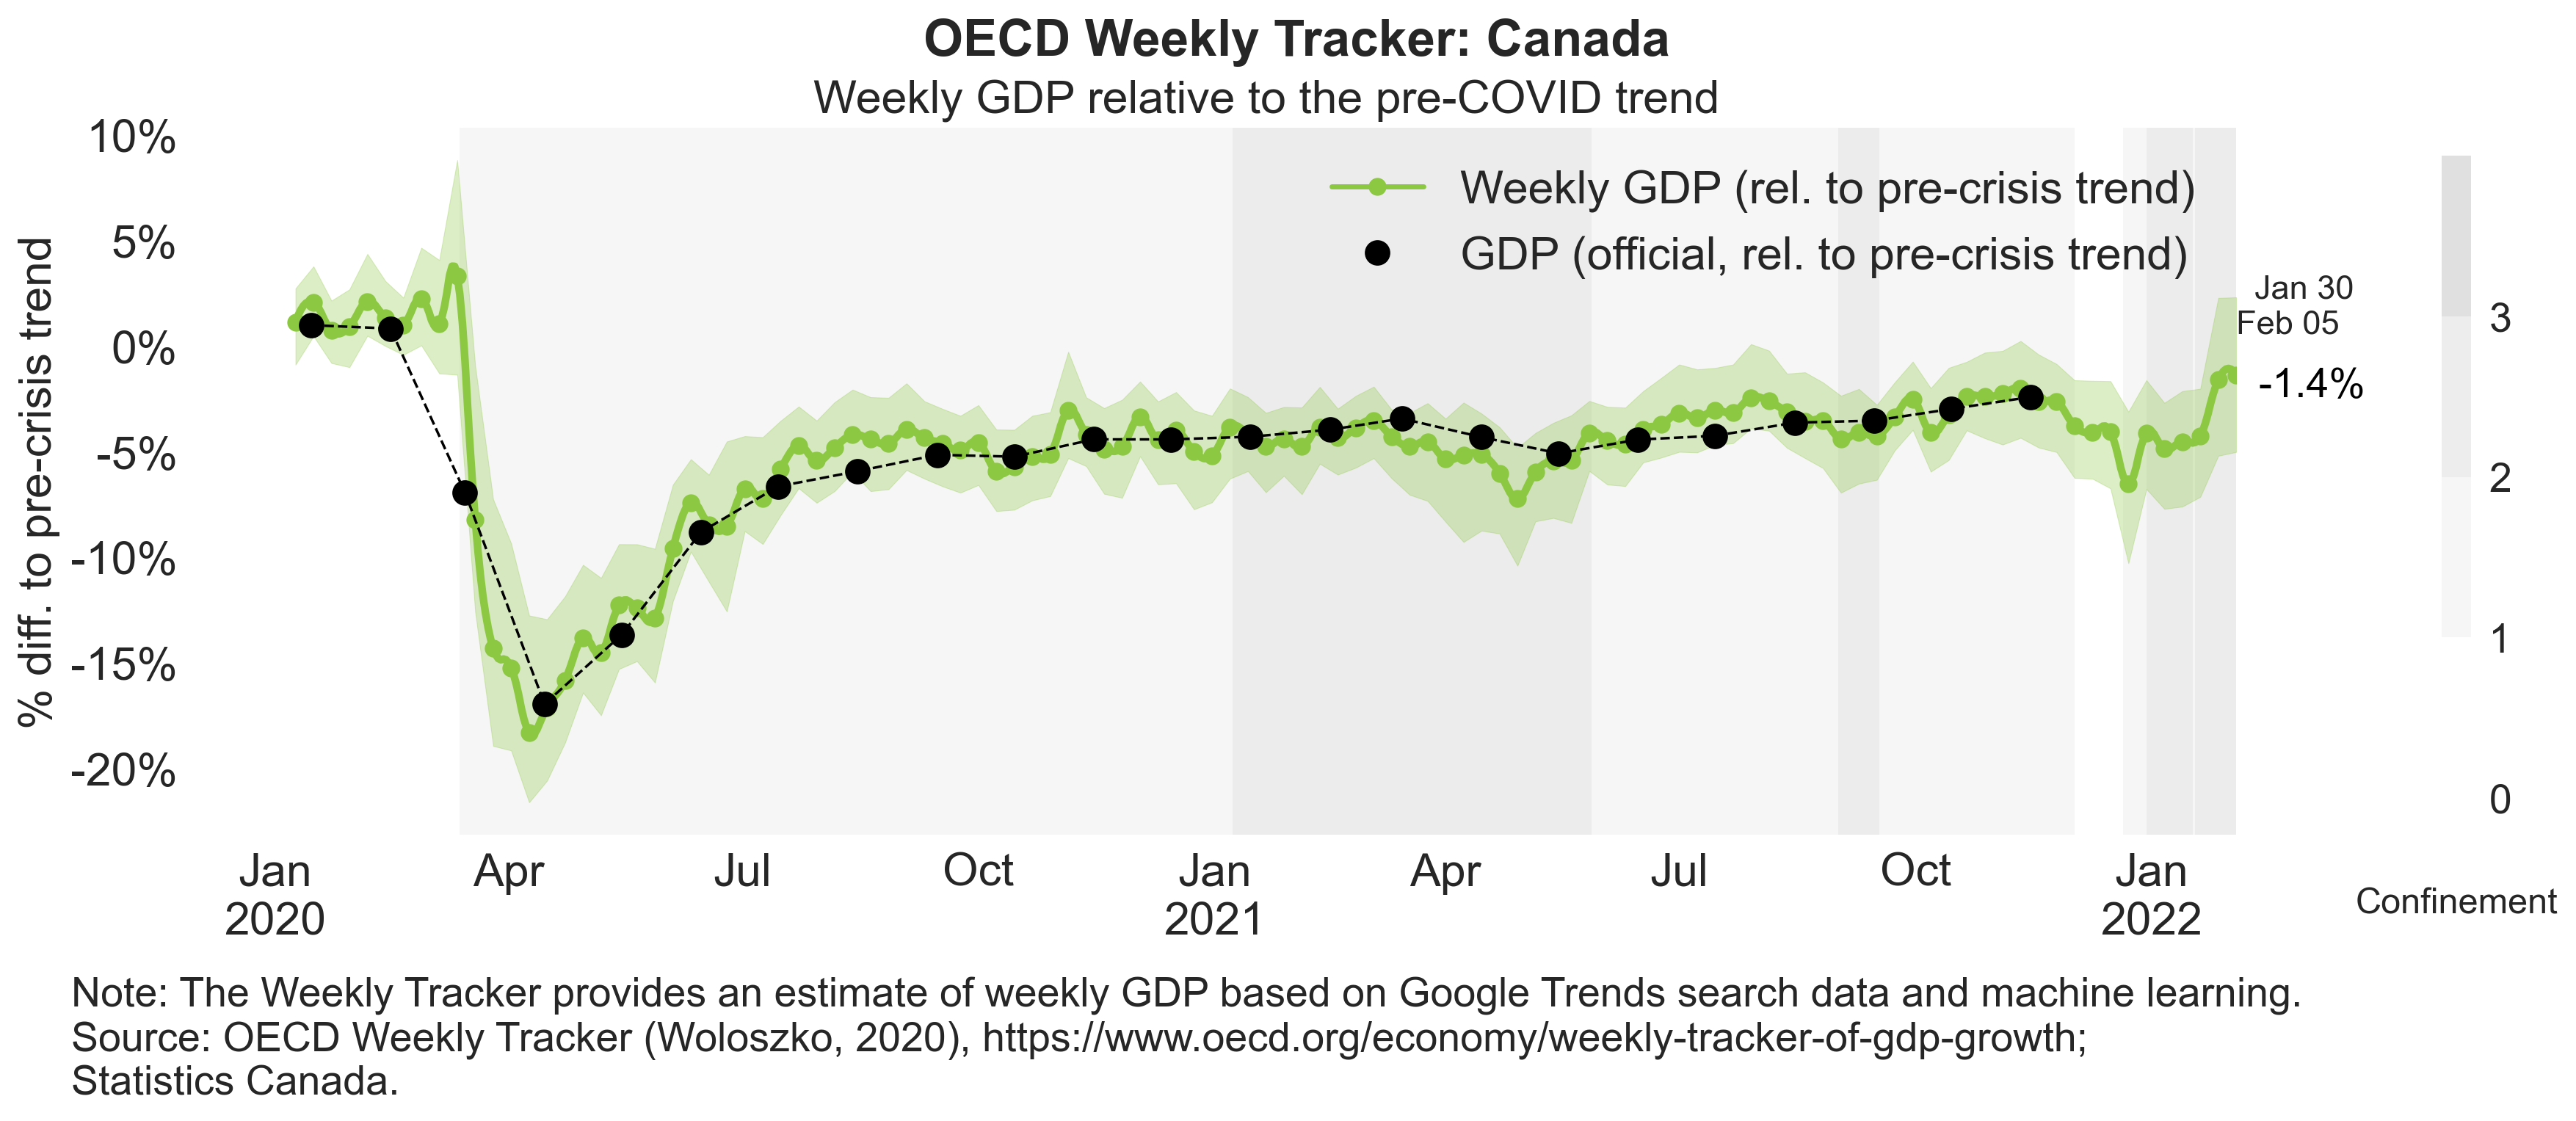 OECD Weekly Tracker: Canada
Weekly GDP relative to the pre-COVID trend
% diff. to pre-crisis trend
10%
5%
0%
-5%
-10%
-15%
-20%
Weekly GDP (rel. to pre-crisis trend)
GDP (official, rel. to pre-crisis trend)
Jan 30
Feb 05
-1.4%
3
2
1
0
Confinement
Jan Apr Jul Oct Jan Apr Jul Oct Jan
2020 2021 2022
Note: The Weekly Tracker provides an estimate of weekly GDP based on Google Trends search data and machine learning.
Source: OECD Weekly Tracker (Woloszko, 2020), https://www.oecd.org/economy/weekly-tracker-of-gdp-growth;
Statistics Canada.